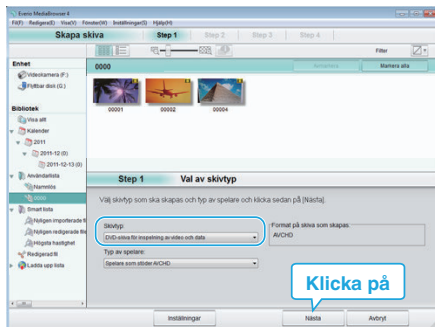 Everio MediaBrowser 4
Fil(F) Redigera(E) Visa(V) Fönster(W) Inställningar(S) Hjälp(H)
Skapa skiva Step 1 Step 2 Step 3 Step 4
Filter
Enhet
Videokamera (F:)
Flyttbar disk (G:)
0000 Markera alla
00001 00002 00004
Bibliotek
Visa allt
Kalender
2011
2011-12 (0)
2011-12-13 (0)
Användarlista
Namnlös
0000
Smart lista
Nyligen importerade fi
Nyligen redigerade file
Högsta hastighet
Redigerad fil
Ladda upp lista
Step 1 Val av skivtyp
Välj skivtyp som ska skapas och typ av spelare och klicka sedan på [Nästa].
Skivtyp:
DVD-skiva för inspelning av video och data
Typ av spelare:
Spelare som stöder AVCHD
Format på skiva som skapas:
AVCHD
Klicka på
Inställningar Nästa Avbryt